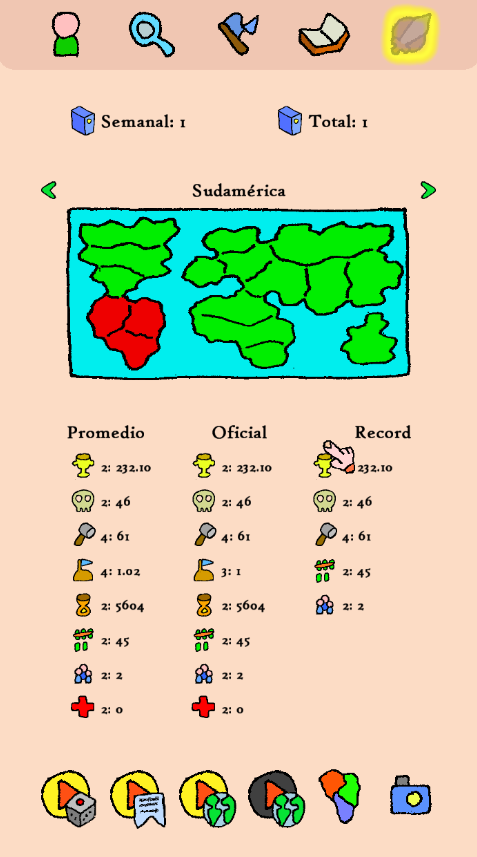 Semanal: 1 Total: 1
Sudamérica
Promedio Oficial Record
2: 232.10 2: 232.10 232.10
2: 46 2: 46 2: 46
4: 61 4: 61 4: 61
4: 1.02 3: 1 2: 45
2: 5604 2: 5604 2: 2
2: 45 2: 45
2: 2 2: 2
2: 0 2: 0